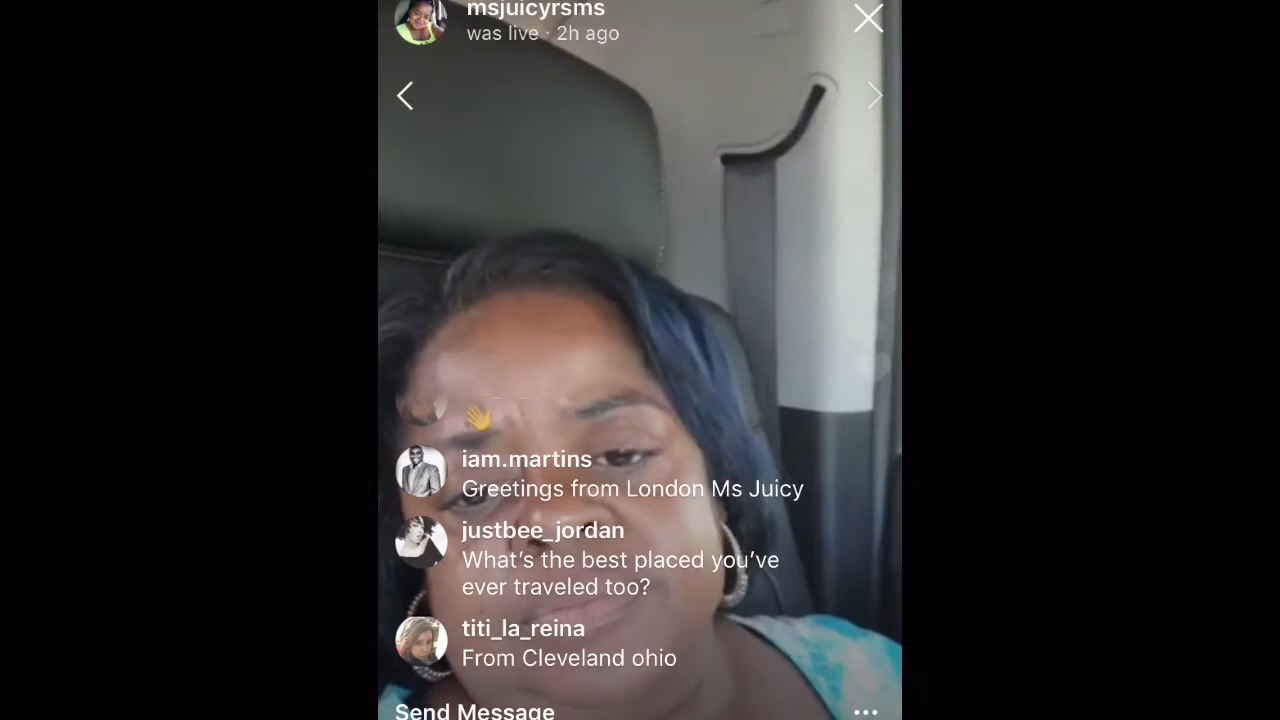 msjuicyrsms
was live · 2h ago
iam.martins
Greetings from London Ms Juicy
justbee_jordan
What's the best placed you've
ever traveled too?
titi_la_reina
From Cleveland ohio
Send Message